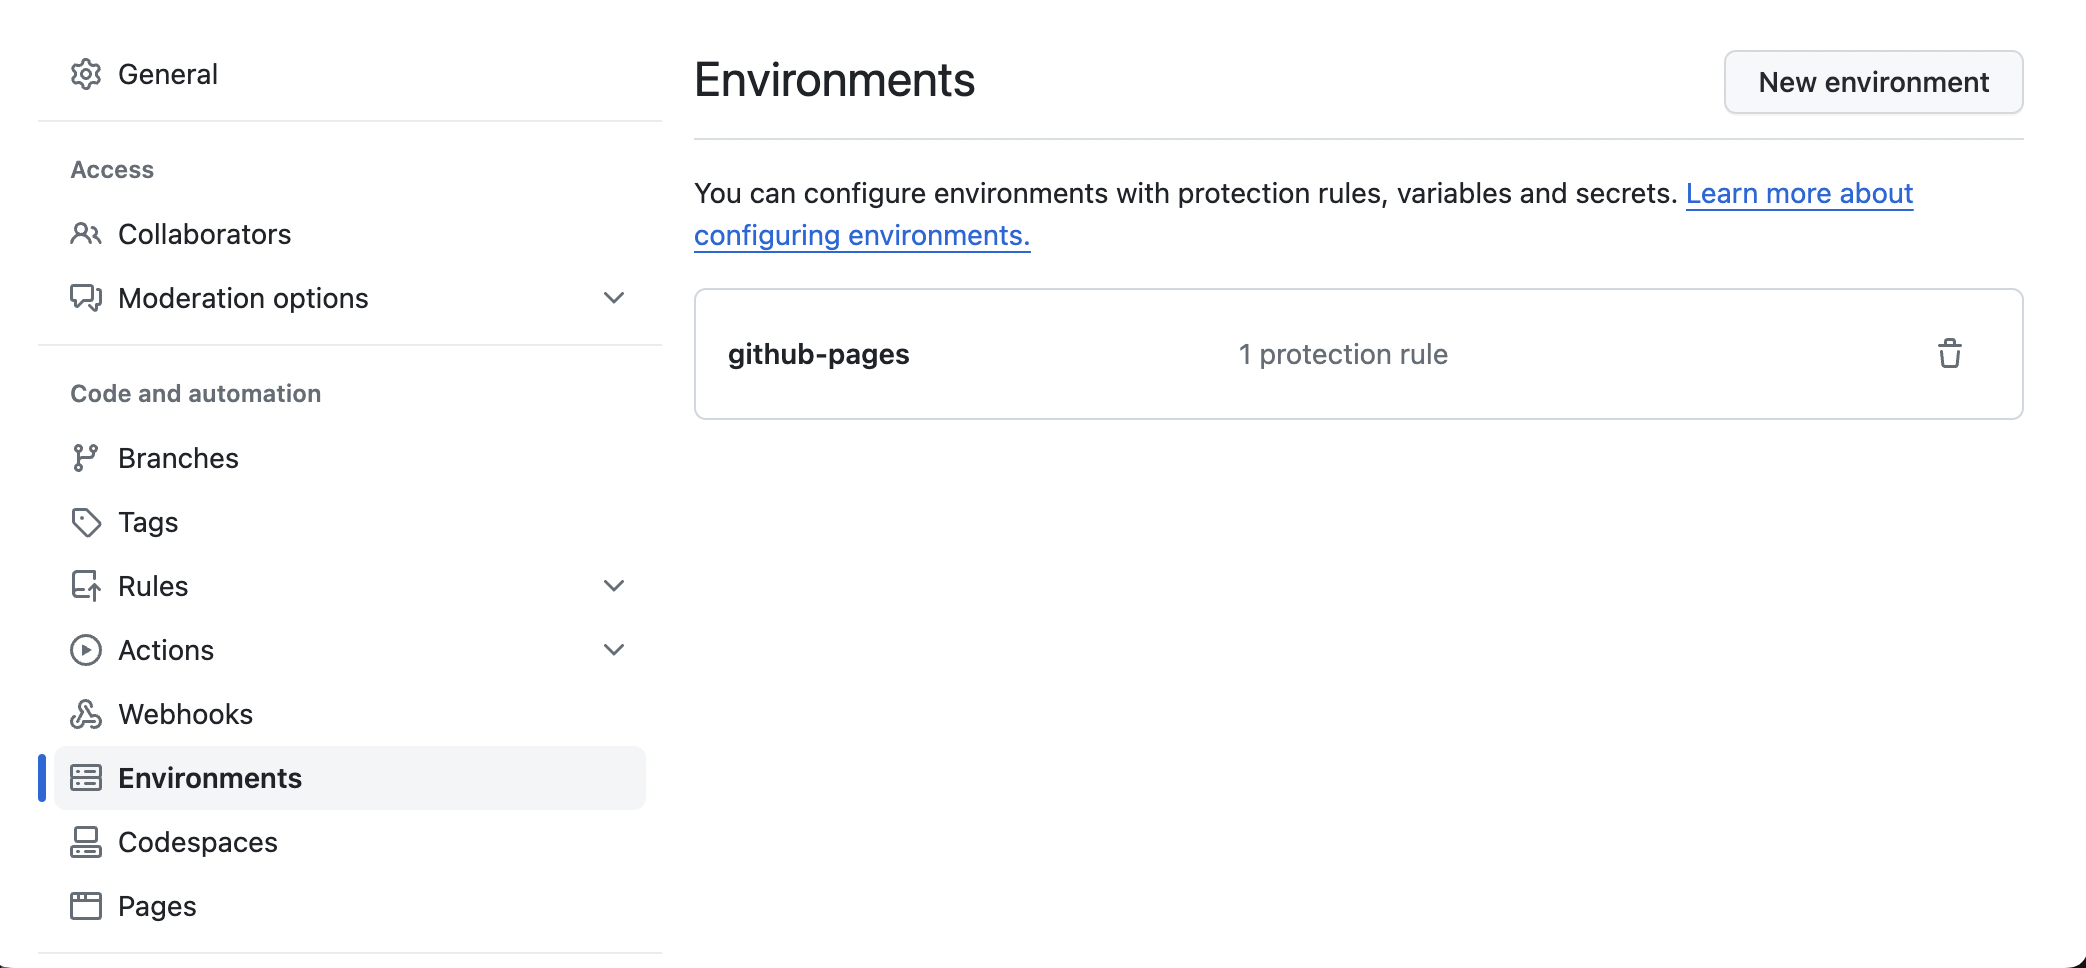 General
Access
Collaborators
Moderation options
Code and automation
Branches
Tags
Rules
Actions
Webhooks
Environments
Codespaces
Pages
Environments
New environment
You can configure environments with protection rules, variables and secrets. Learn more about
configuring environments.
github-pages
1 protection rule